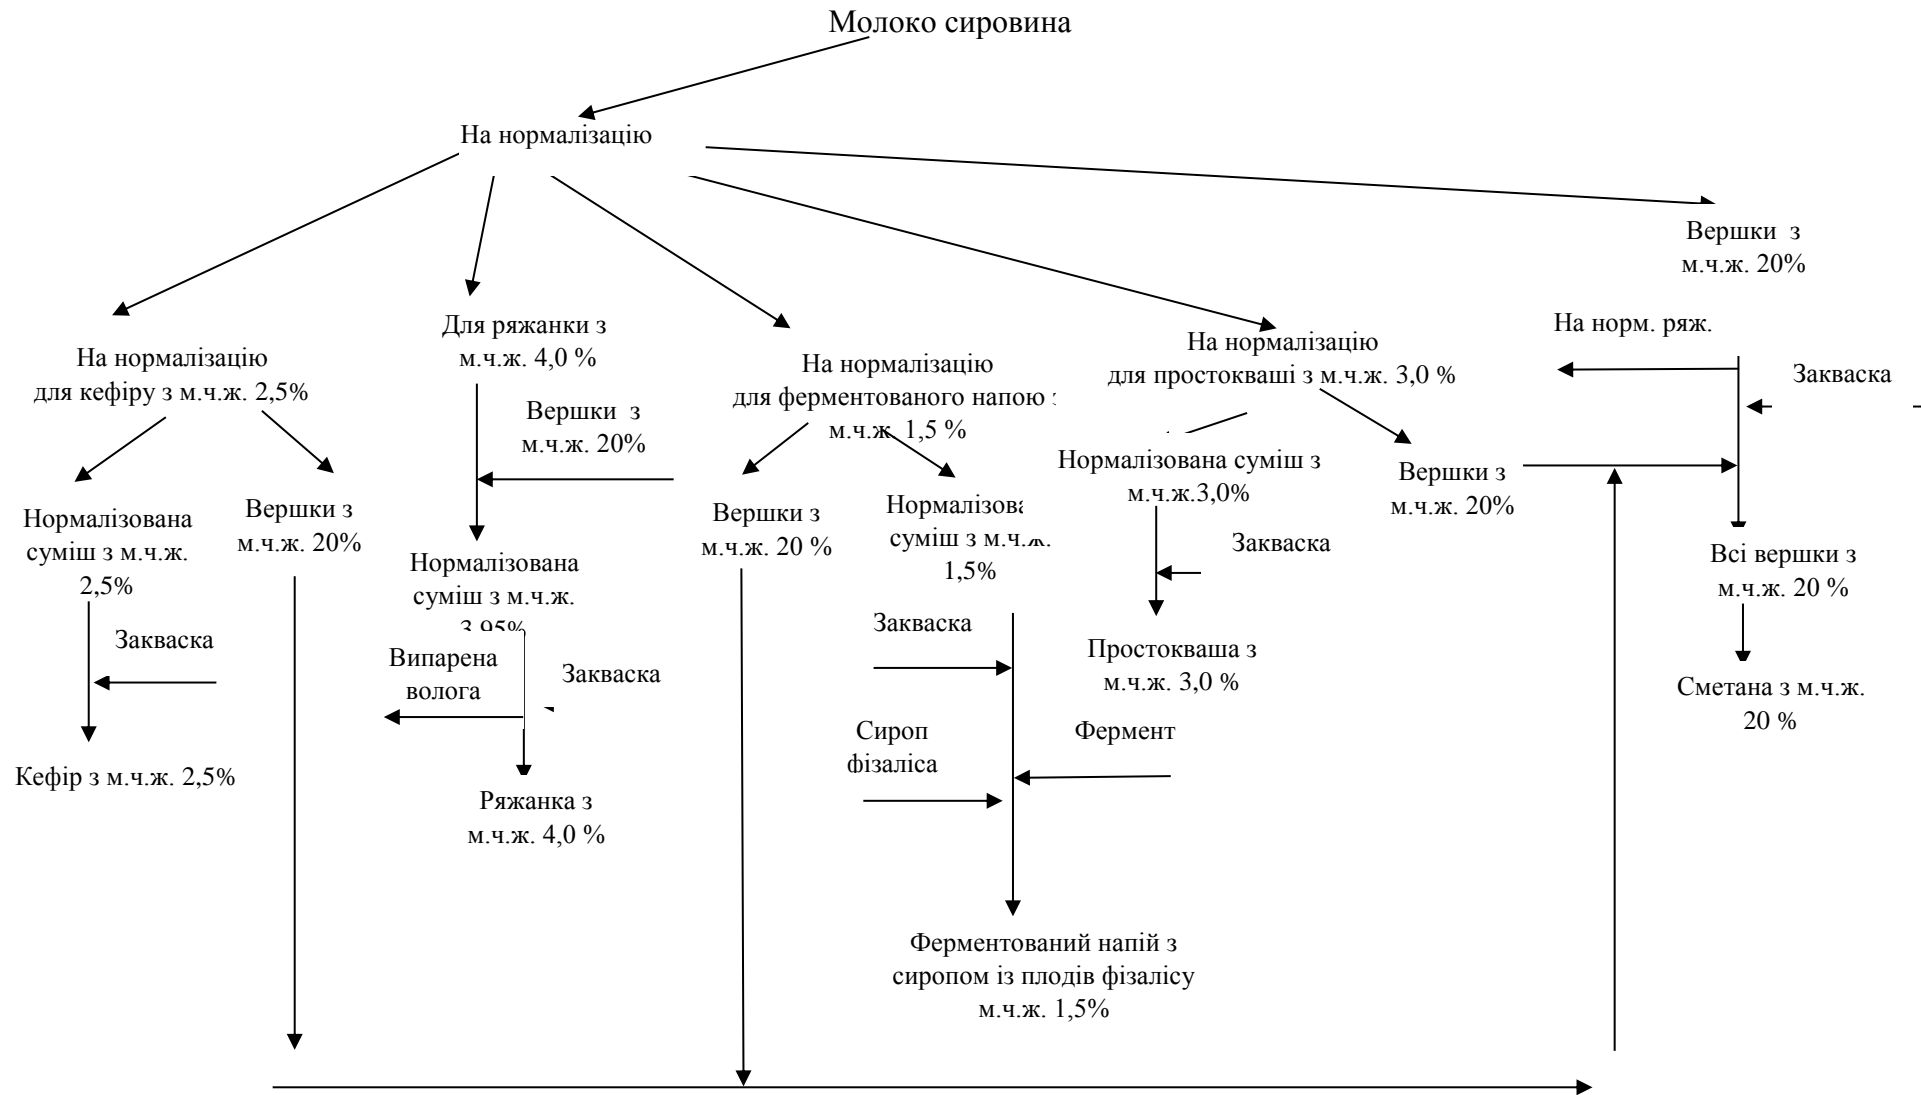 Молоко сировина
На нормалізацію
Вершки з
м.ч.ж. 20%
На нормалізацію
для кефіру з м.ч.ж. 2,5%
Для ряжанки з
м.ч.ж. 4,0 %
На нормалізацію
для ферментованого напою з
м.ч.ж. 1,5 %
На нормалізацію
для простокваші з м.ч.ж. 3,0 %
На норм. ряж.
Закваска
Вершки з
м.ч.ж. 20%
Нормалізована
суміш з м.ч.ж.
2,5%
Вершки з
м.ч.ж. 20%
Нормалізована
суміш з м.ч.ж.
3,95%
Вершки з
м.ч.ж. 20 %
Нормалізова
суміш з м.ч.ж.
1,5%
Нормалізована суміш з
м.ч.ж.3,0%
Вершки з
м.ч.ж. 20%
Закваска
Всі вершки з
м.ч.ж. 20 %
Закваска
Випарена
волога
Закваска
Закваска
Простокваша з
м.ч.ж. 3,0 %
Сметана з м.ч.ж.
20 %
Сироп
фізаліса
Фермент
Кефір з м.ч.ж. 2,5%
Ряжанка з
м.ч.ж. 4,0 %
Ферментований напій з
сиропом із плодів фізалісу
м.ч.ж. 1,5%